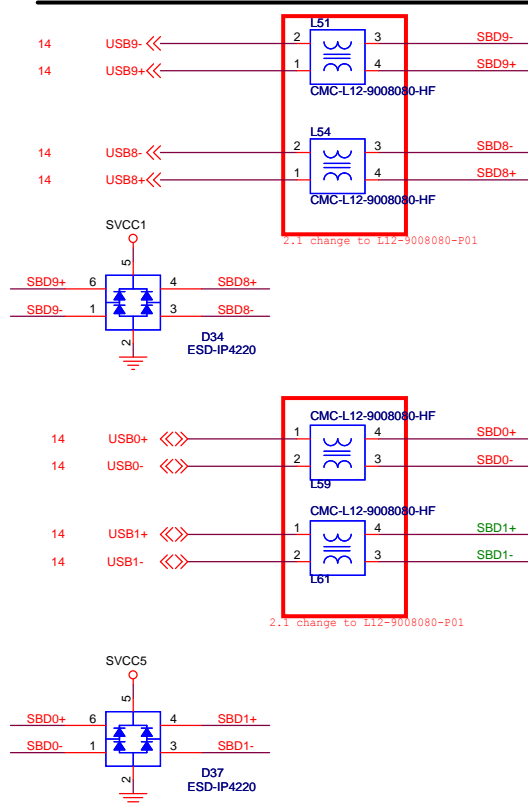 L51
14 USB9- 2 3 SBD9-
14 USB9+ 1 4 SBD9+
CMC-L12-9008080-HF
L54
14 USB8- 2 3 SBD8-
14 USB8+ 1 4 SBD8+
CMC-L12-9008080-HF
2.1 change to L12-9008080-P01
SVCC1
5
SBD9+ 6 4 SBD8+
SBD9- 1 3 SBD8-
2
D34
ESD-IP4220
CMC-L12-9008080-HF
14 USB0+ 1 4 SBD0+
14 USB0- 2 3 SBD0-
L59
CMC-L12-9008080-HF
14 USB1+ 1 4 SBD1+
14 USB1- 2 3 SBD1-
L61
2.1 change to L12-9008080-P01
SVCC5
5
SBD0+ 6 4 SBD1+
SBD0- 1 3 SBD1-
2
D37
ESD-IP4220